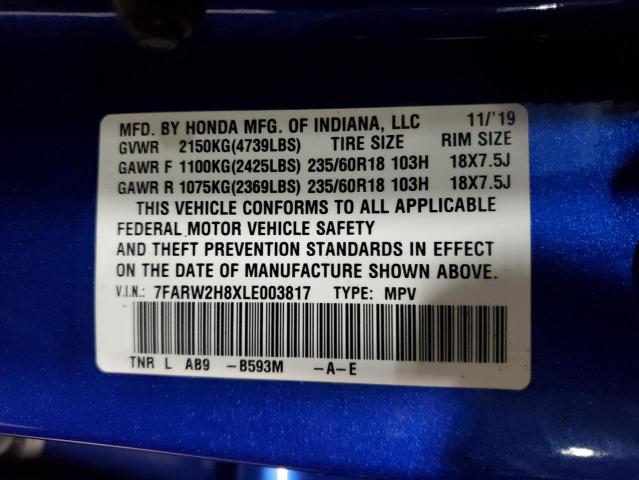 MFD. BY HONDA MFG. OF INDIANA, LLC 11/'19
GVWR 2150KG(4739LBS) TIRE SIZE RIM SIZE
GAWR F 1100KG(2425LBS) 235/60R18 103H 18X7.5J
GAWR R 1075KG(2369LBS) 235/60R18 103H 18X7.5J
THIS VEHICLE CONFORMS TO ALL APPLICABLE
FEDERAL MOTOR VEHICLE SAFETY
AND THEFT PREVENTION STANDARDS IN EFFECT
ON THE DATE OF MANUFACTURE SHOWN ABOVE.
V.I.N.: 7FARW2H8XLE003817 TYPE: MPV
TNR L AB9 -B593M -A-E